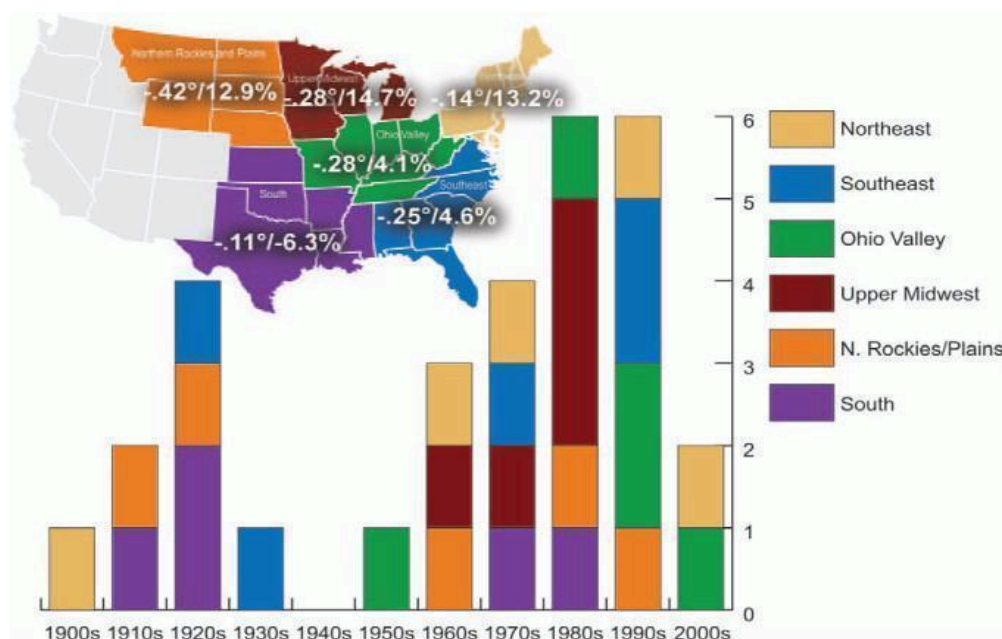 Northern Rockies and Plains
-.42°/12.9%
Upper Midwest
-.28°/14.7%
-.14°/13.2%
Ohio Valley
-.28°/4.1%
Southeast
-.25°/4.6%
South
-.11°/-6.3%
6
5
4
3
2
1
0
Northeast
Southeast
Ohio Valley
Upper Midwest
N. Rockies/Plains
South
1900s 1910s 1920s 1930s 1940s 1950s 1960s 1970s 1980s 1990s 2000s